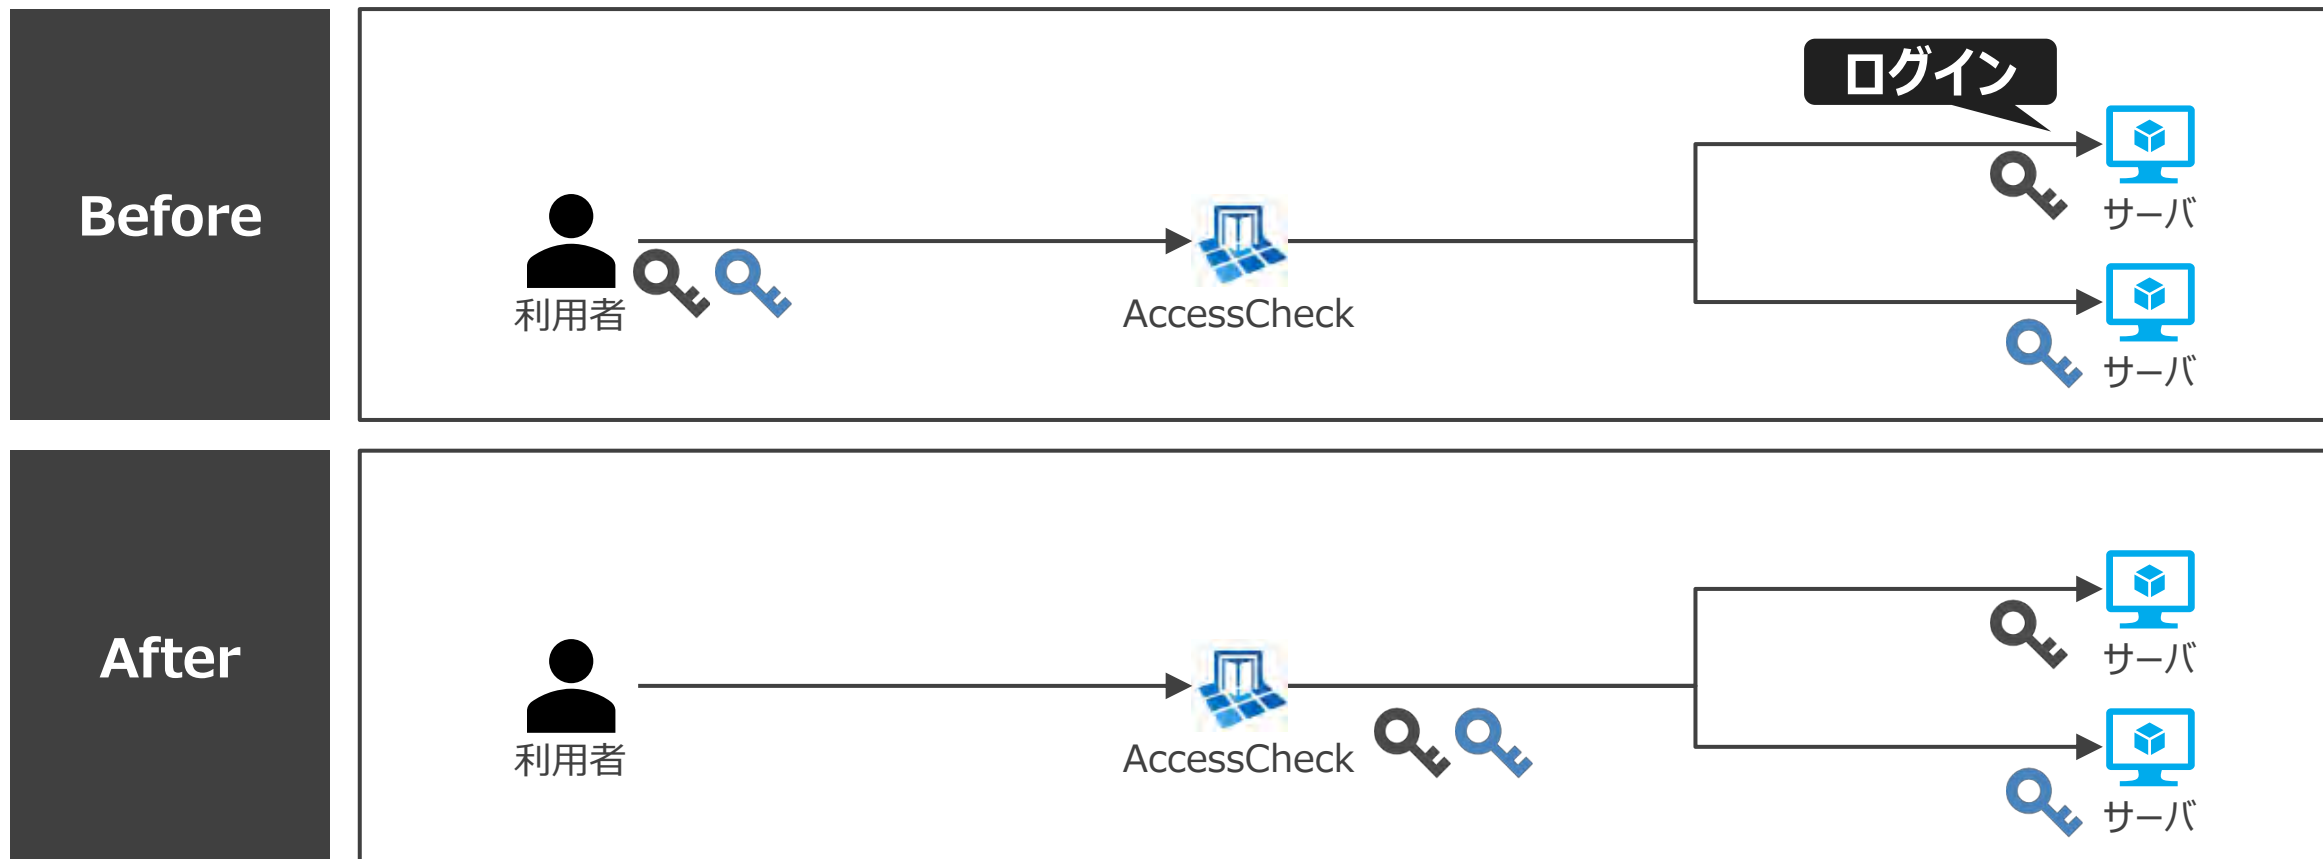 Before
ログイン
サーバ
利用者
AccessCheck
サーバ
After
サーバ
利用者
AccessCheck
サーバ